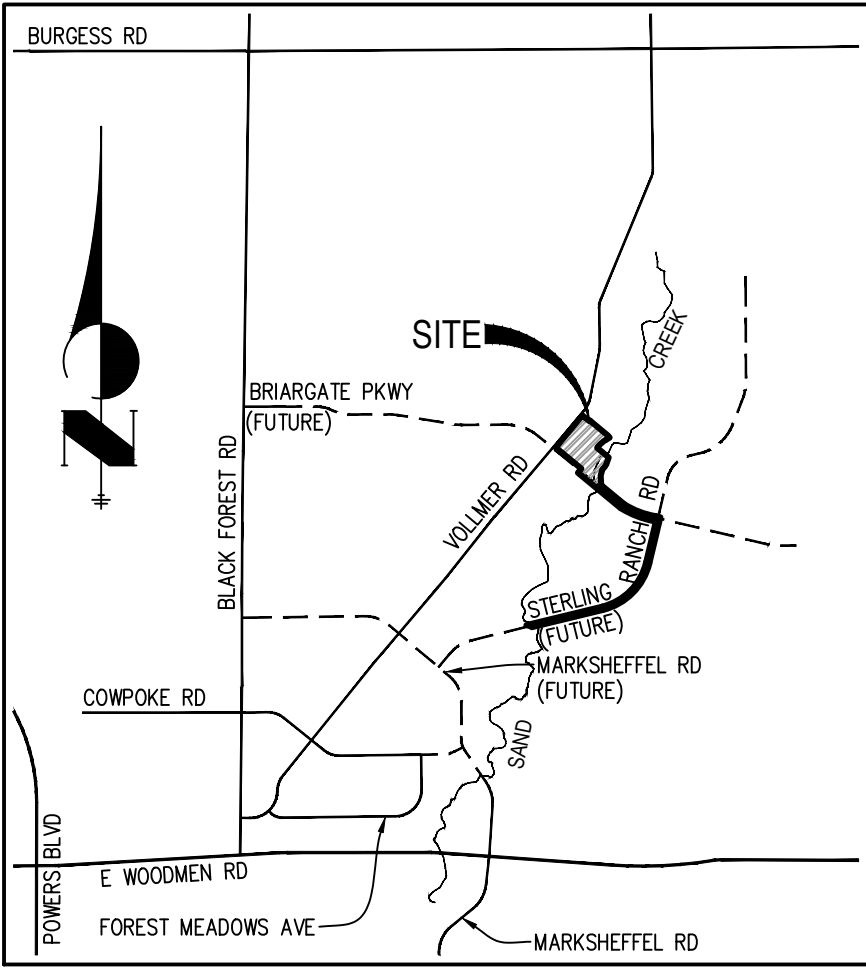 BURGESS RD
SITE
CREEK
BRIARGATE PKWY
(FUTURE)
N
BLACK FOREST RD
VOLLMER RD
STERLING RANCH RD
(FUTURE)
MARKSHEFFEL RD
(FUTURE)
COWPOKE RD
SAND
POWERS BLVD
E WOODMEN RD
FOREST MEADOWS AVE
MARKSHEFFEL RD